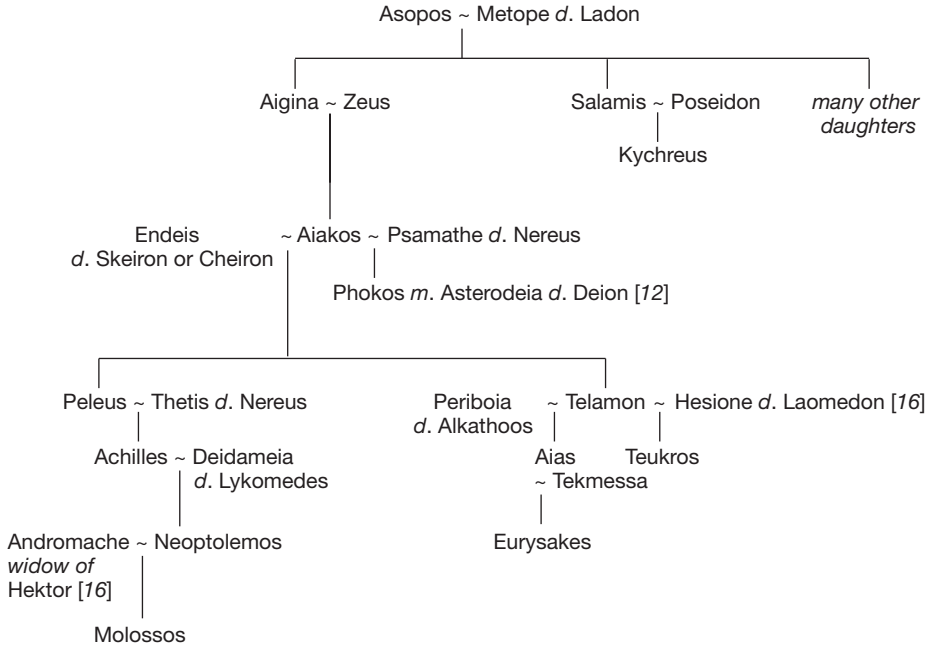 Asopos ~ Metope d. Ladon
Aigina ~ Zeus
Salamis ~ Poseidon
many other
daughters
Kychreus
Endeis
d. Skeiron or Cheiron
~ Aiakos ~ Psamathe d. Nereus
Phokos m. Asterodeia d. Deion [12]
Peleus ~ Thetis d. Nereus
Periboia
d. Alkathoos
~ Telamon ~ Hesione d. Laomedon [16]
Achilles ~ Deidameia
d. Lykomedes
Aias
~ Tekmessa
Teukros
Andromache ~ Neoptolemos
widow of
Hektor [16]
Eurysakes
Molossos